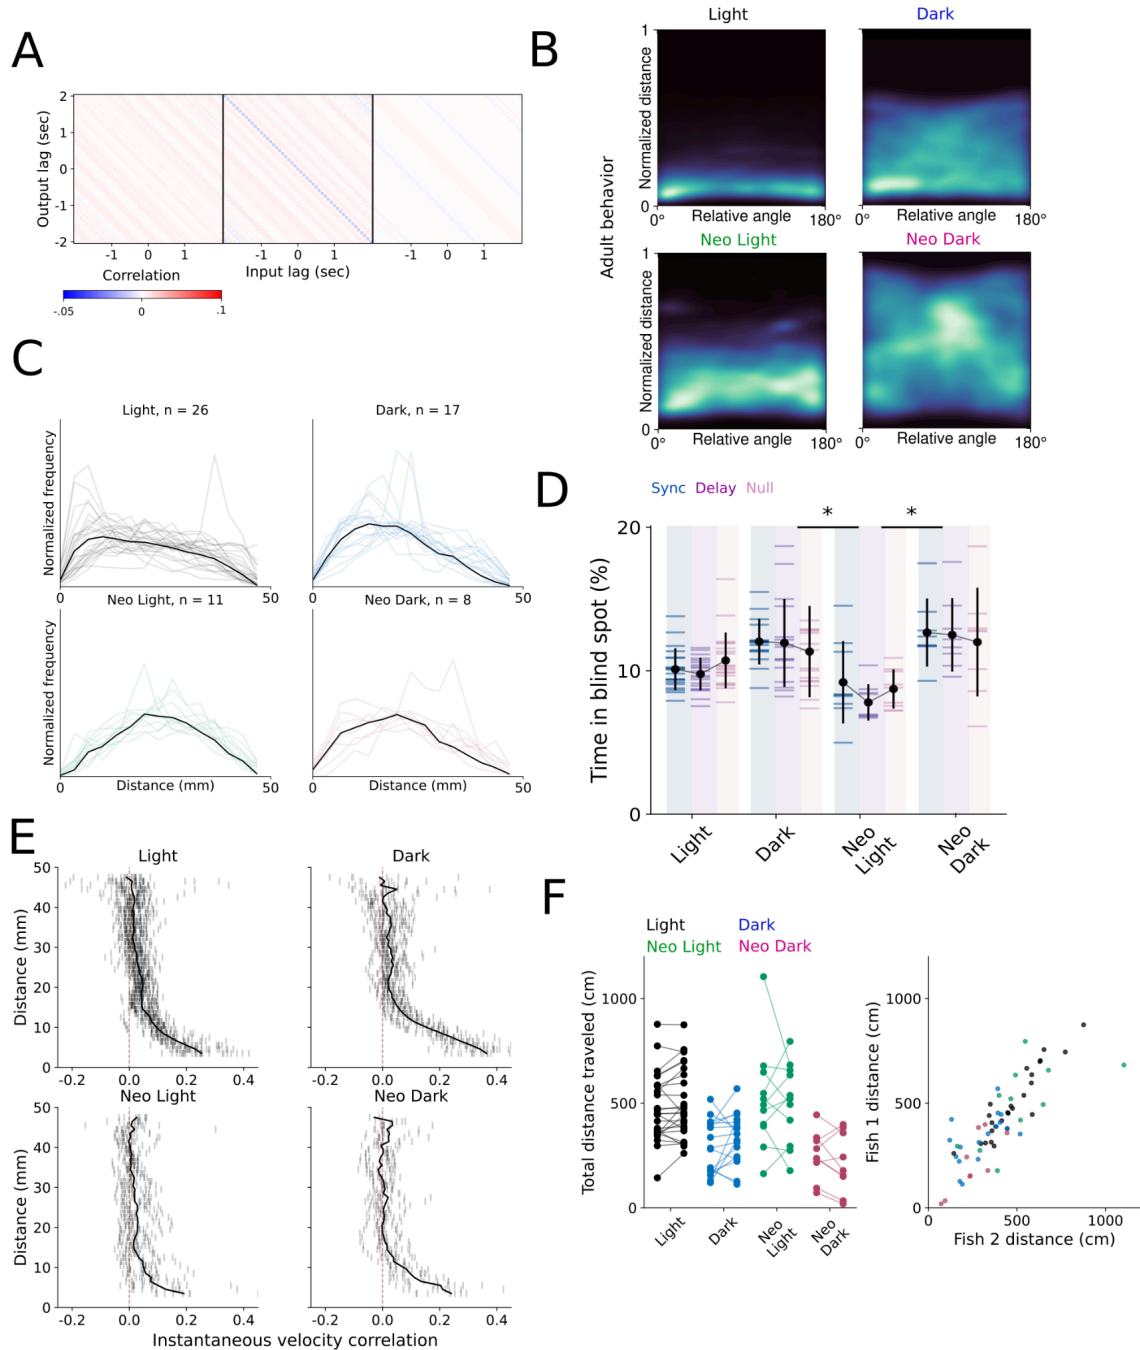 A
2
1
0
-1
-2
Output lag (sec)
-1 0 1 -1 0 1 -1 0 1
Input lag (sec)
Correlation
-.05 0 .1
B
Adult behavior
Light
Dark
1
Normalized distance
0
0° Relative angle 180°
1
Normalized distance
0
0° Relative angle 180°
Neo Light
Neo Dark
1
Normalized distance
0
0° Relative angle 180°
1
Normalized distance
0
0° Relative angle 180°
C
Light, n = 26
Dark, n = 17
Normalized frequency
0 50
0 50
Neo Light, n = 11
Neo Dark, n = 8
Normalized frequency
0 Distance (mm) 50
0 Distance (mm) 50
D
Sync Delay Null
* *
20
10
0
Time in blind spot (%)
Light
Dark
Neo
Light
Neo
Dark
E
Light
Dark
50
40
30
20
10
0
Distance (mm)
-0.2 0.0 0.2 0.4
-0.2 0.0 0.2 0.4
Neo Light
Neo Dark
50
40
30
20
10
0
Distance (mm)
-0.2 0.0 0.2 0.4
-0.2 0.0 0.2 0.4
Instantaneous velocity correlation
F
Light Dark
Neo Light Neo Dark
1000
500
0
Total distance traveled (cm)
Light
Dark
Neo
Light
Neo
Dark
1000
500
0
Fish 1 distance (cm)
0 500 1000
Fish 2 distance (cm)